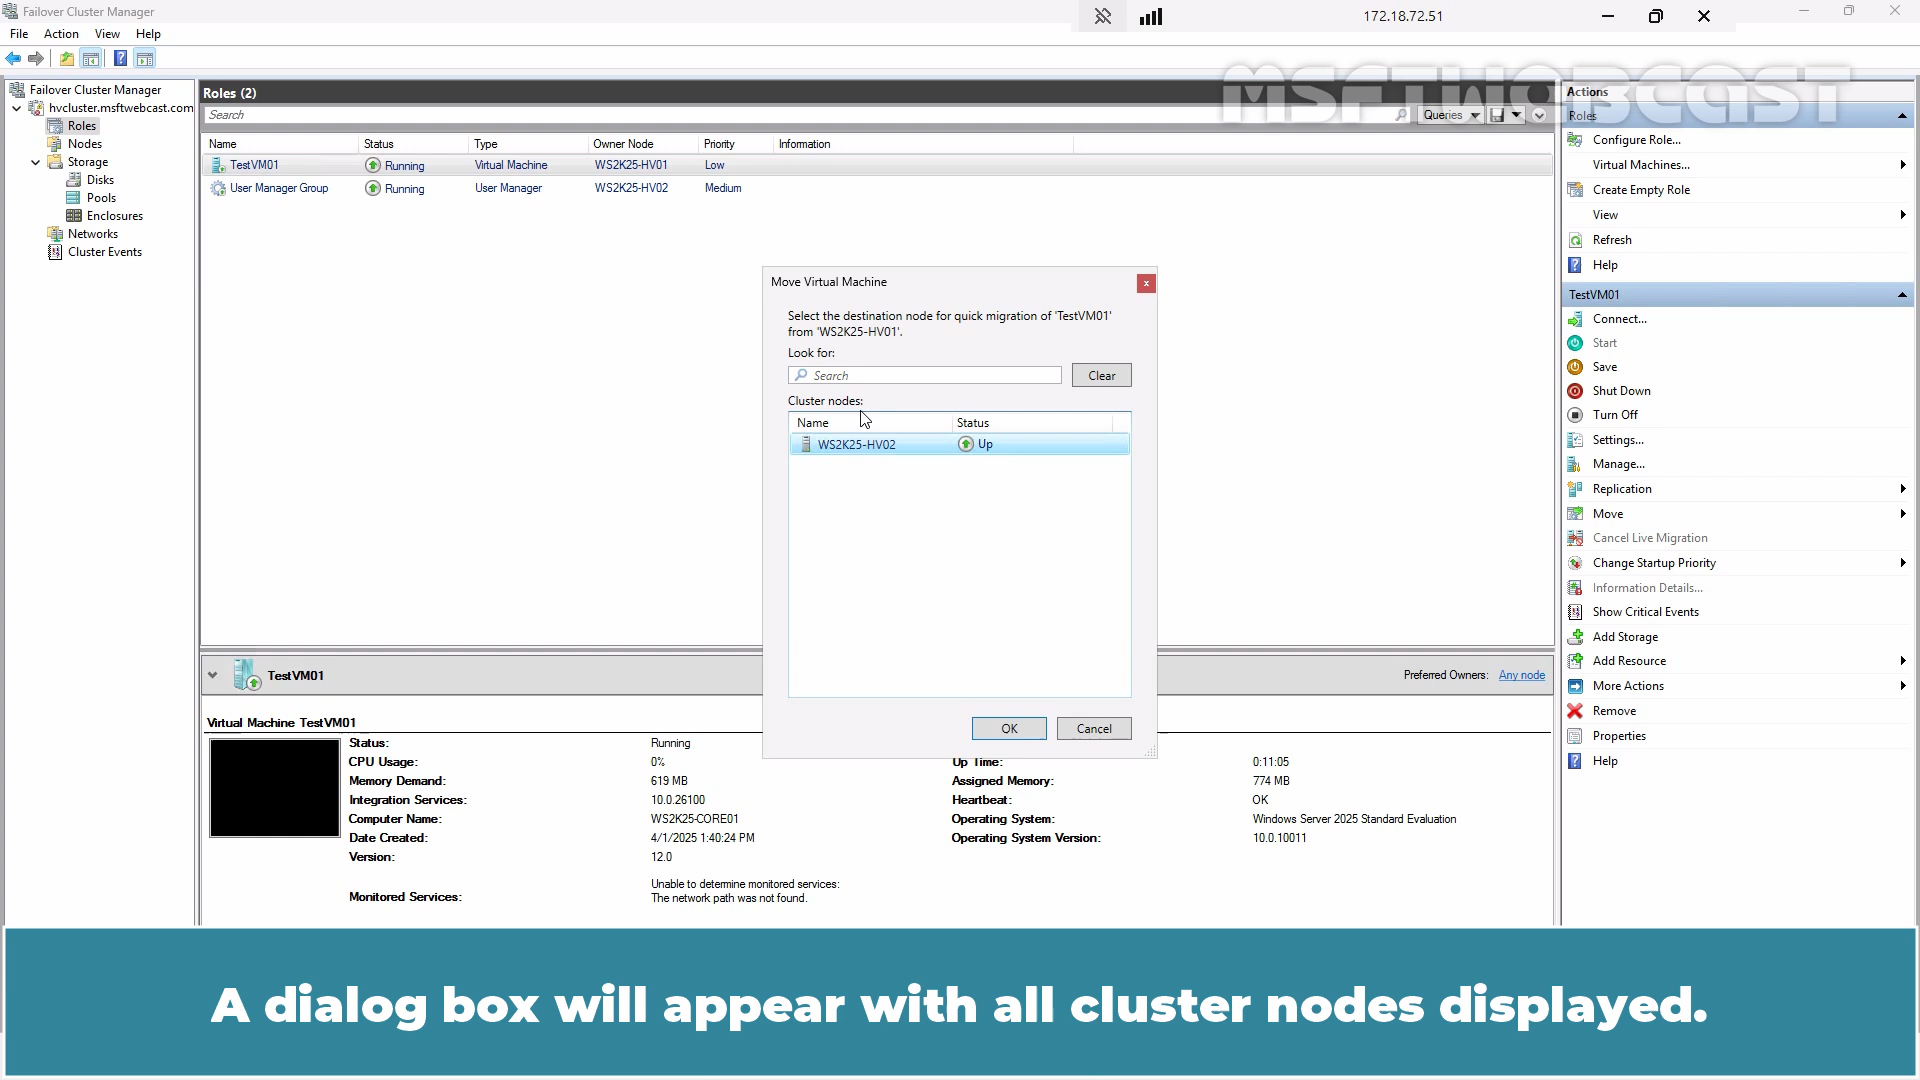 Failover Cluster Manager
172.18.72.51
File Action View Help
MSFTWEBCAST
Failover Cluster Manager
hvcluster.msftwebcast.com
Roles
Nodes
Storage
Disks
Pools
Enclosures
Networks
Cluster Events
Roles (2)
Search
Queries
Name Status Type Owner Node Priority Information
TestVM01 Running Virtual Machine WS2K25-HV01 Low
User Manager Group Running User Manager WS2K25-HV02 Medium
Move Virtual Machine
Select the destination node for quick migration of 'TestVM01'
from 'WS2K25-HV01'.
Look for:
Search
Clear
Cluster nodes:
Name Status
WS2K25-HV02 Up
OK Cancel
TestVM01
Preferred Owners: Any node
Virtual Machine TestVM01
Status: Running
CPU Usage: 0% Up Time: 0:11:05
Memory Demand: 619 MB Assigned Memory: 774 MB
Integration Services: 10.0.26100 Heartbeat: OK
Computer Name: WS2K25-CORE01 Operating System: Windows Server 2025 Standard Evaluation
Date Created: 4/1/2025 1:40:24 PM Operating System Version: 10.0.10011
Version: 12.0
Monitored Services: Unable to determine monitored services:
The network path was not found.
Actions
Roles
Configure Role...
Virtual Machines...
Create Empty Role
View
Refresh
Help
TestVM01
Connect...
Start
Save
Shut Down
Turn Off
Settings...
Manage...
Replication
Move
Cancel Live Migration
Change Startup Priority
Information Details...
Show Critical Events
Add Storage
Add Resource
More Actions
Remove
Properties
Help
A dialog box will appear with all cluster nodes displayed.